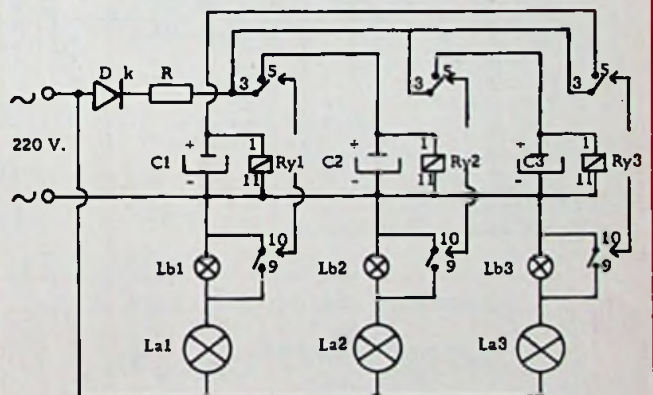 D k R 3 5 3 3 5
∼
220 V.
+ 1 + 1 + 1
C1 Ry1 C2 Ry2 C3 Ry3
- 11 - 11 - 11
∼
10 10 10
Lb1 9 Lb2 9 Lb3 9
La1 La2 La3